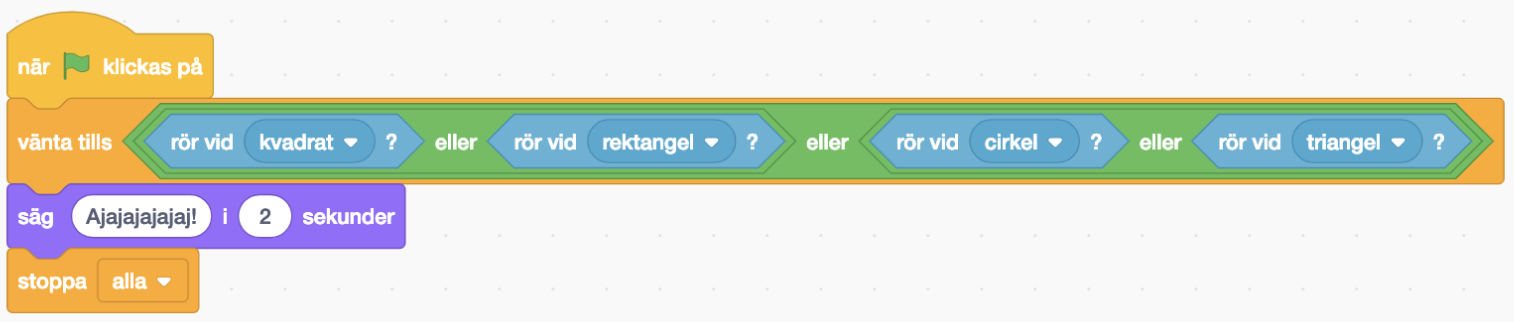 när klickas på
vänta tills rör vid kvadrat ? eller rör vid rektangel ? eller rör vid cirkel ? eller rör vid triangel ?
säg Ajajajajajaj! i 2 sekunder
stoppa alla